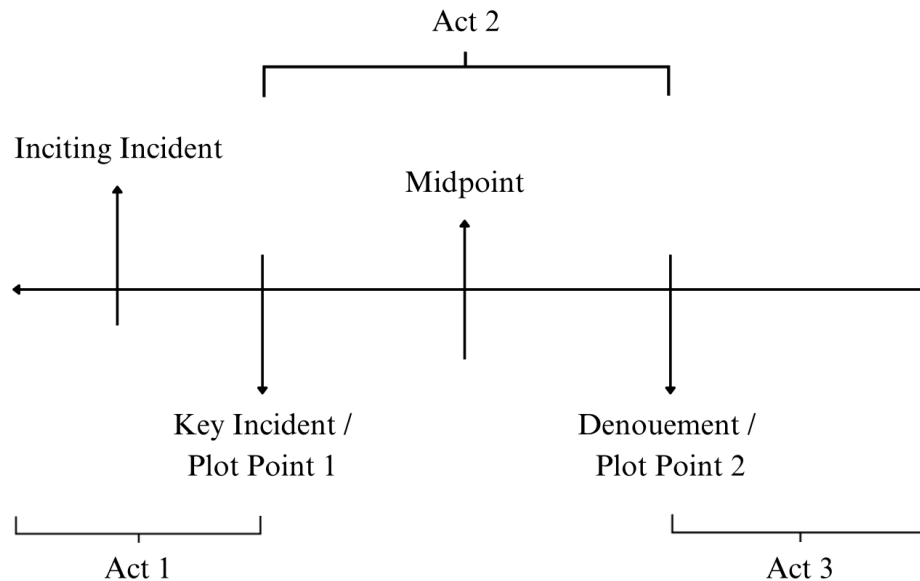 Act 2
Inciting Incident
Midpoint
Key Incident /
Plot Point 1
Denouement /
Plot Point 2
Act 1
Act 3